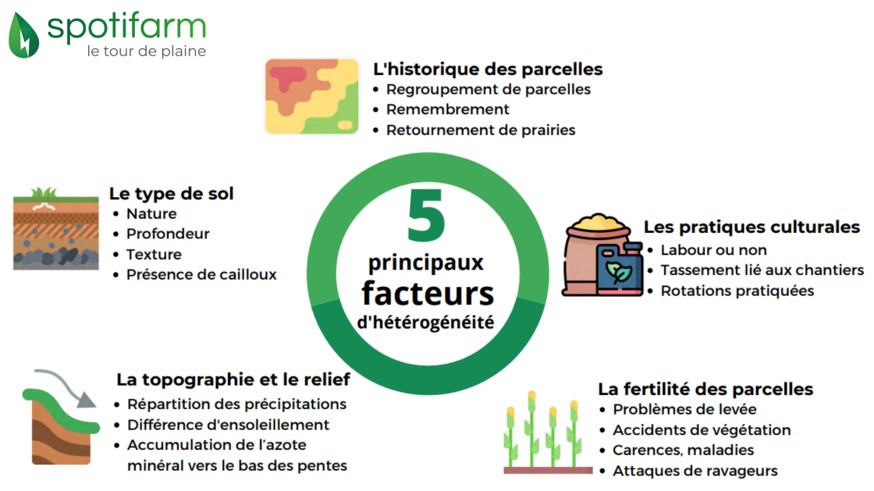 spotifarm
le tour de plaine
L'historique des parcelles
• Regroupement de parcelles
• Remembrement
• Retournement de prairies
Le type de sol
• Nature
• Profondeur
• Texture
• Présence de cailloux
5
principaux
facteurs
d'hétérogénéité
Les pratiques culturales
• Labour ou non
• Tassement lié aux chantiers
• Rotations pratiquées
La topographie et le relief
• Répartition des précipitations
• Différence d'ensoleillement
• Accumulation de l'azote
minéral vers le bas des pentes
La fertilité des parcelles
• Problèmes de levée
• Accidents de végétation
• Carences, maladies
• Attaques de ravageurs